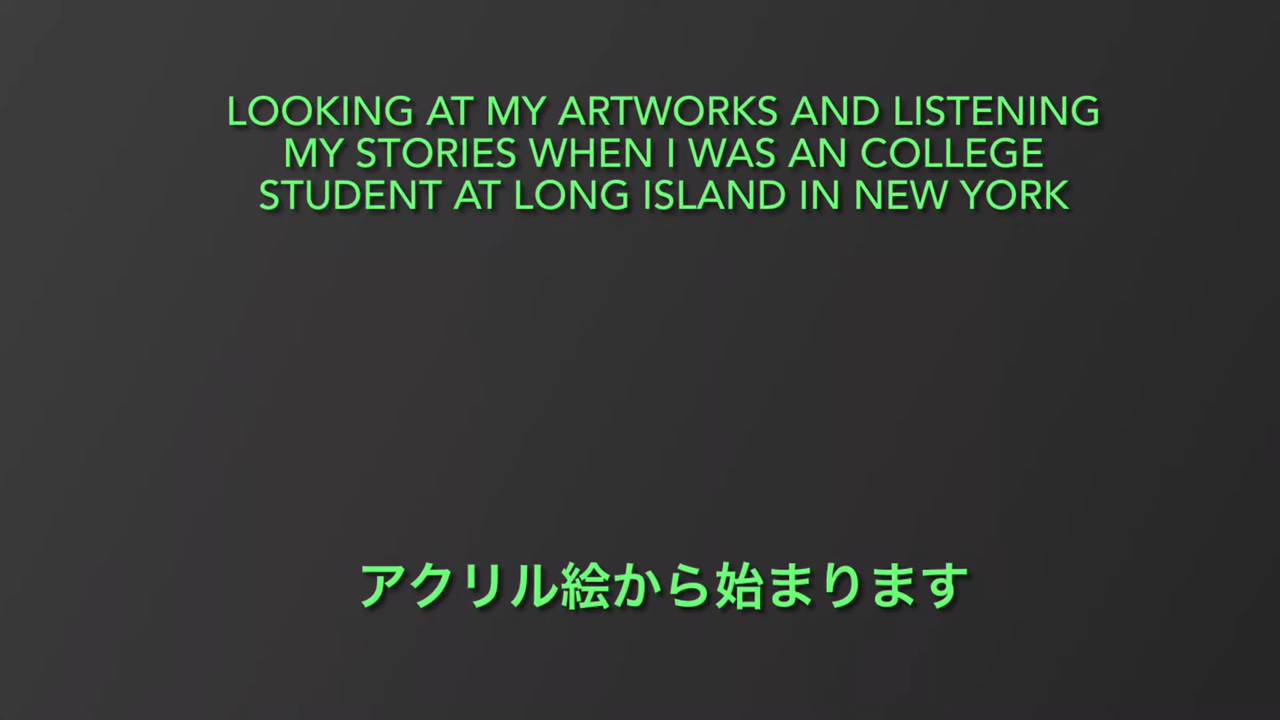 LOOKING AT MY ARTWORKS AND LISTENING
MY STORIES WHEN I WAS AN COLLEGE
STUDENT AT LONG ISLAND IN NEW YORK
アクリル絵から始まります